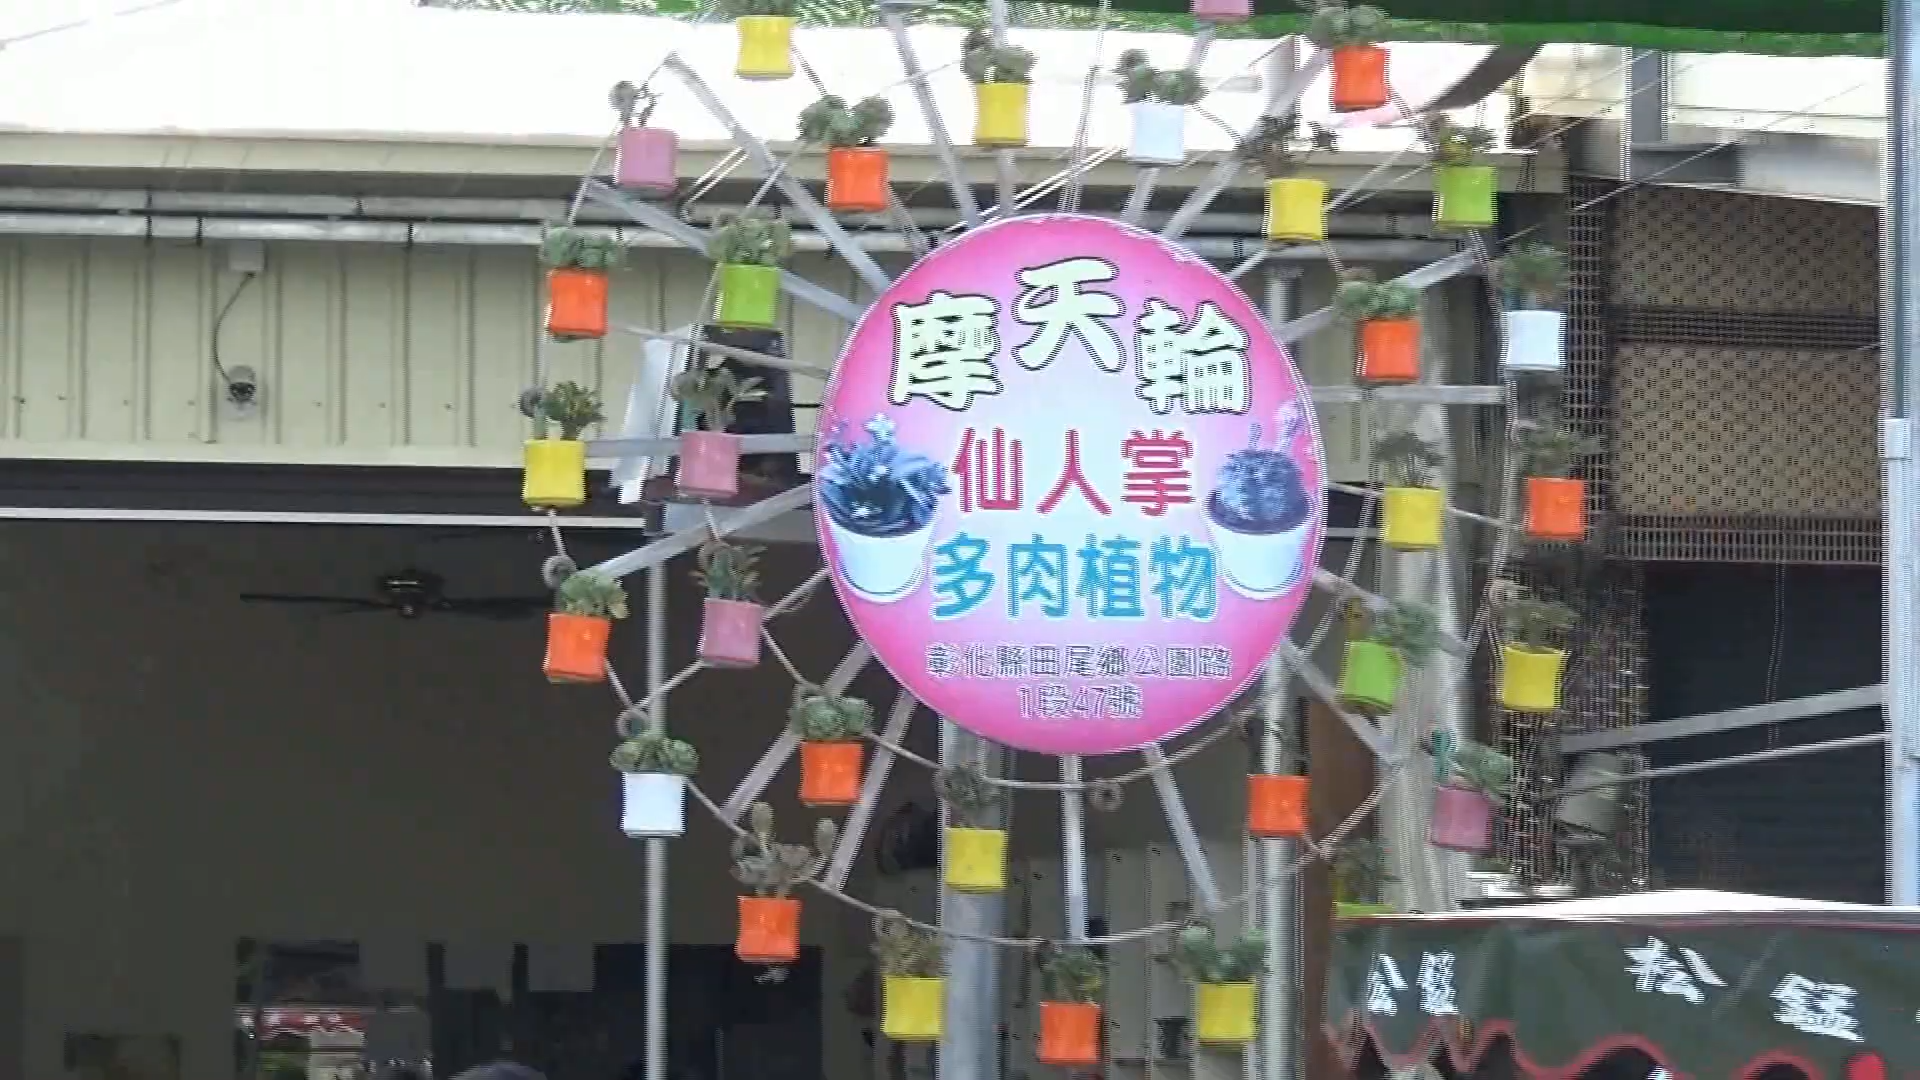 摩天輪
仙人掌
多肉植物
彰化縣田尾鄉公園路
1段47號
松